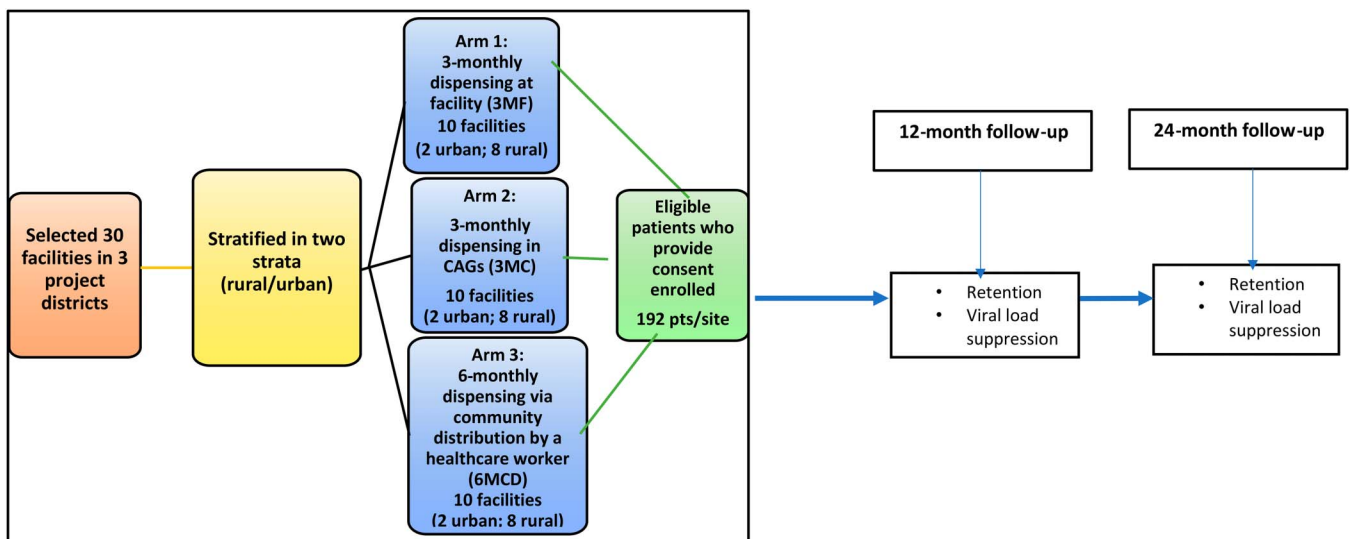 Selected 30
facilities in 3
project
districts
Stratified in two
strata
(rural/urban)
Arm 1:
3-monthly
dispensing at
facility (3MF)
10 facilities
(2 urban; 8 rural)
Arm 2:
3-monthly
dispensing in
CAGs (3MC)
10 facilities
(2 urban; 8 rural)
Arm 3:
6-monthly
dispensing via
community
distribution by a
healthcare worker
(6MCD)
10 facilities
(2 urban; 8 rural)
Eligible
patients who
provide
consent
enrolled
192 pts/site
12-month follow-up
• Retention
• Viral load
suppression
24-month follow-up
• Retention
• Viral load
suppression